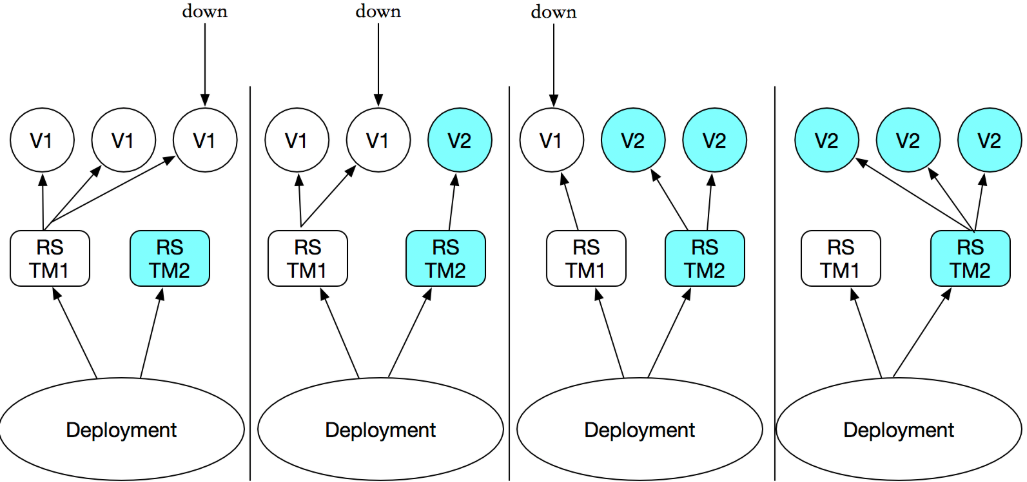 down
down
down
V1
V1
V1
V1
V1
V2
V1
V2
V2
V2
V2
V2
RS
TM1
RS
TM2
RS
TM1
RS
TM2
RS
TM1
RS
TM2
RS
TM1
RS
TM2
Deployment
Deployment
Deployment
Deployment